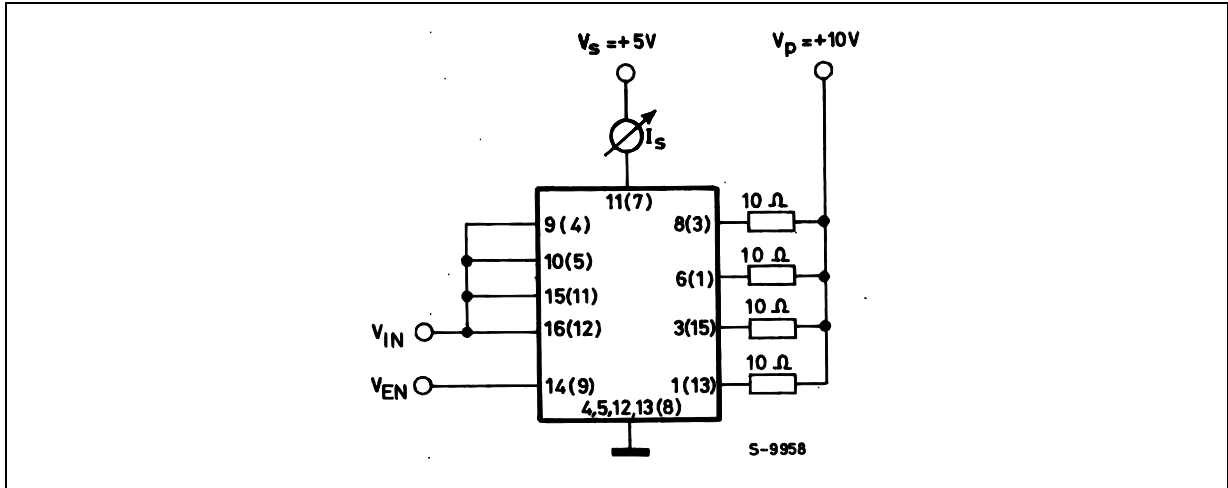 Vs =+5V
Vp =+10V
Is
11(7)
9(4)
8(3)
10 Ω
10(5)
6(1)
10 Ω
15(11)
3(15)
10 Ω
VIN
16(12)
VEN
14(9)
1(13)
10 Ω
4,5,12,13(8)
S-9958